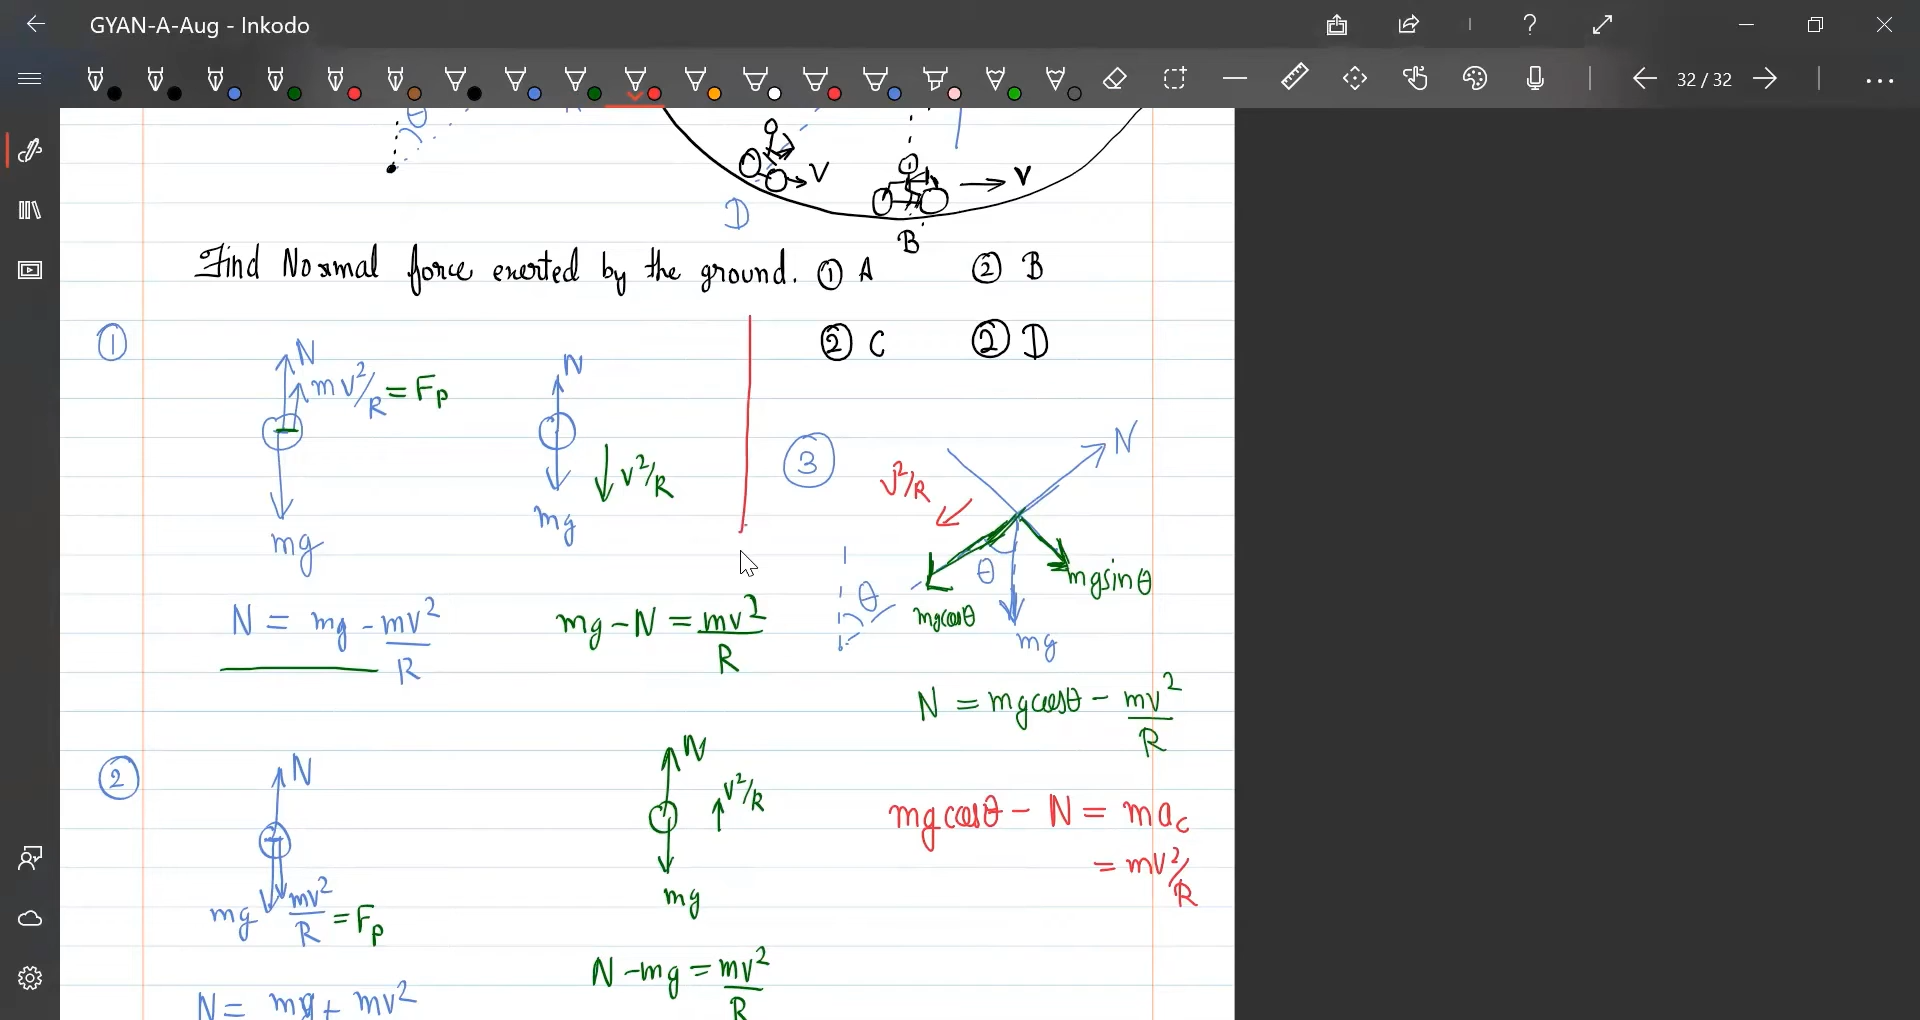 GYAN-A-Aug - Inkodo
32 / 32
θ
V
V
D
B
Find Normal force exerted by the ground. ① A ② B
② C ② D
①
N
mv²/R = Fp
mg
N
v²/R
mg
N = mg - mv²/R
mg - N = mv²/R
③
N
v²/R
θ
θ
mgcosθ
mgsinθ
mg
N = mgcosθ - mv²/R
mgcosθ - N = mac
= mv²/R
②
N
mg mv²/R = Fp
N = mg + mv²
N
v²/R
mg
N - mg = mv²/R